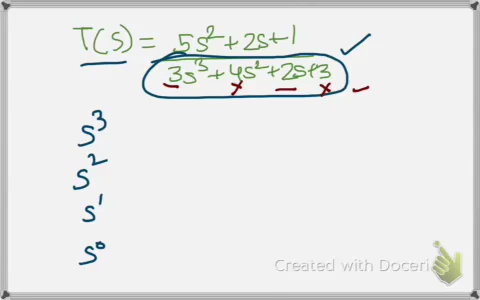 T(s) = 5s²+2s+1
3s³+4s²+2s+3
s³
s²
s¹
s⁰
Created with Doceri